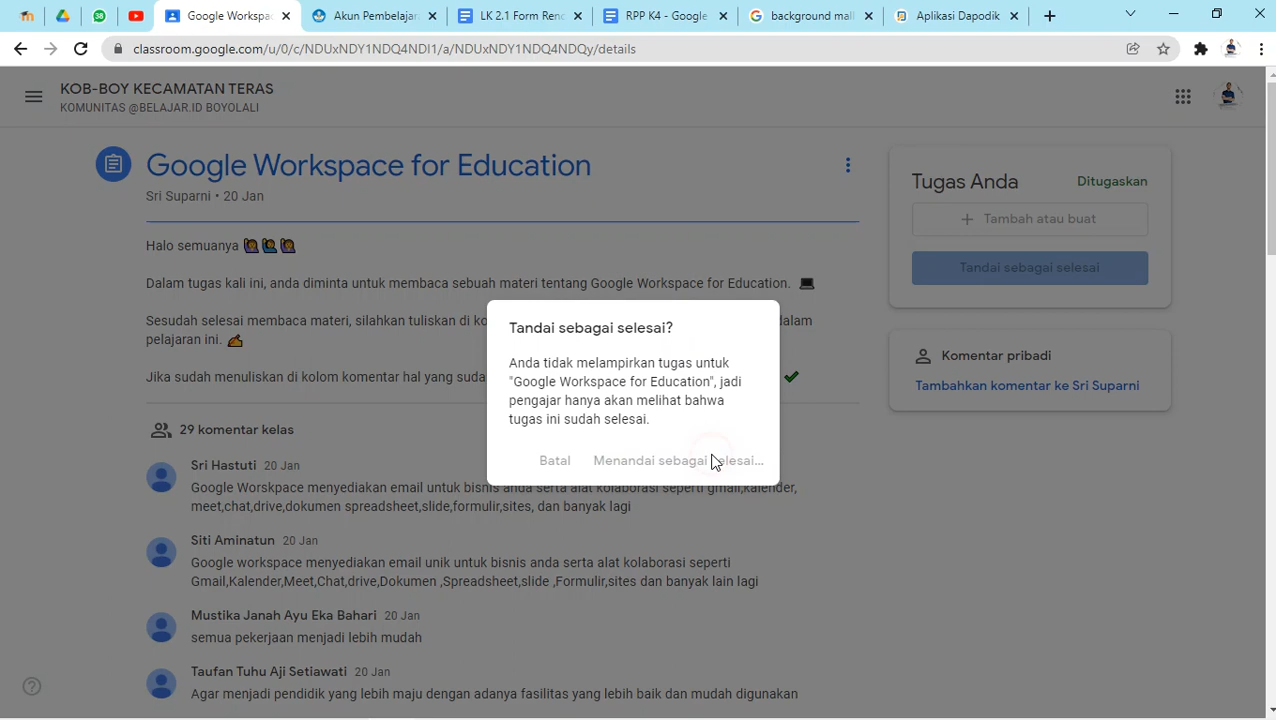 Google Workspac
Akun Pembelajar
LK 2.1 Form Renc
RPP K4 - Google
background mall
Aplikasi Dapodik
38
classroom.google.com/u/0/c/NDUxNDY1NDQ4NDI1/a/NDUxNDY1NDQ4NDQy/details
KOB-BOY KECAMATAN TERAS
KOMUNITAS @BELAJAR.ID BOYOLALI
Google Workspace for Education
Sri Suparni • 20 Jan
Halo semuanya
Dalam tugas kali ini, anda diminta untuk membaca sebuah materi tentang Google Workspace for Education.
Sesudah selesai membaca materi, silahkan tuliskan di ko dalam
pelajaran ini.
Jika sudah menuliskan di kolom komentar hal yang suda
29 komentar kelas
Sri Hastuti 20 Jan
Google Worskpace menyediakan email untuk bisnis anda serta alat kolaborasi seperti gmail,kalender,
meet,chat,drive,dokumen spreadsheet,slide,formulir,sites, dan banyak lagi
Siti Aminatun 20 Jan
Google workspace menyediakan email unik untuk bisnis anda serta alat kolaborasi seperti
Gmail,Kalender,Meet,Chat,drive,Dokumen ,Spreadsheet,slide ,Formulir,sites dan banyak lain lagi
Mustika Janah Ayu Eka Bahari 20 Jan
semua pekerjaan menjadi lebih mudah
Taufan Tuhu Aji Setiawati 20 Jan
Agar menjadi pendidik yang lebih maju dengan adanya fasilitas yang lebih baik dan mudah digunakan
Tandai sebagai selesai?
Anda tidak melampirkan tugas untuk
"Google Workspace for Education", jadi
pengajar hanya akan melihat bahwa
tugas ini sudah selesai.
Batal
Menandai sebagai selesai...
Tugas Anda
Ditugaskan
+ Tambah atau buat
Tandai sebagai selesai
Komentar pribadi
Tambahkan komentar ke Sri Suparni